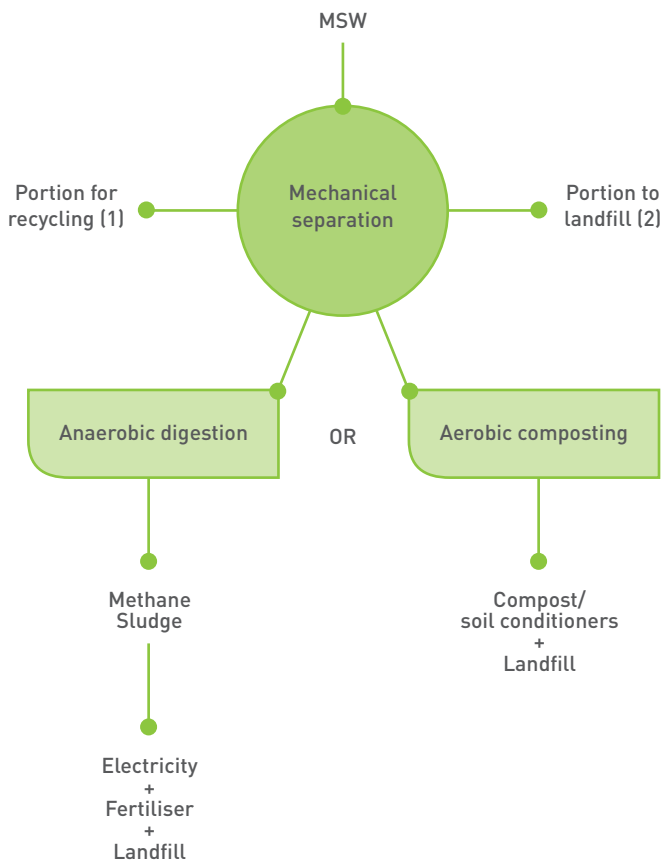 MSW
Mechanical
separation
Portion for
recycling (1)
Portion to
landfill (2)
Anaerobic digestion
OR
Aerobic composting
Methane
Sludge
Compost/
soil conditioners
+
Landfill
Electricity
+
Fertiliser
+
Landfill